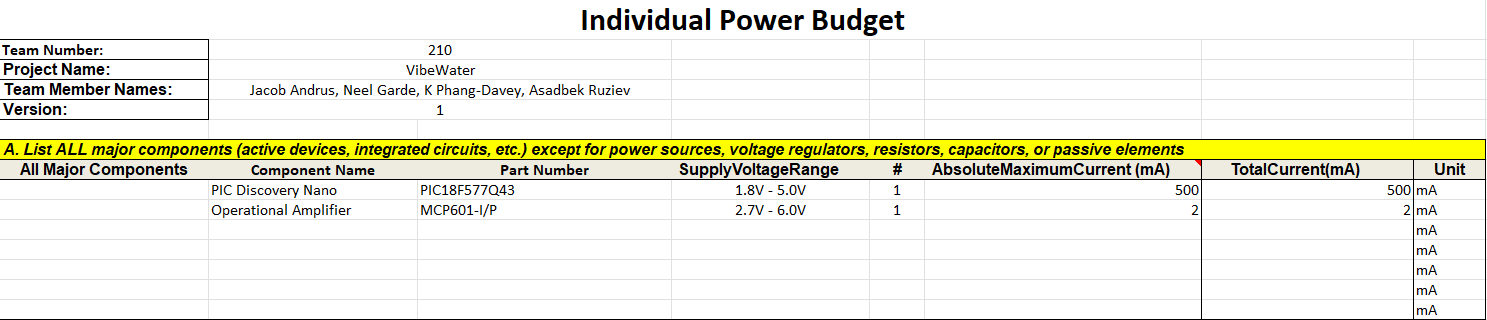 Individual Power Budget
Team Number: 210
Project Name: VibeWater
Team Member Names: Jacob Andrus, Neel Garde, K Phang-Davey, Asadbek Ruziev
Version: 1
A. List ALL major components (active devices, integrated circuits, etc.) except for power sources, voltage regulators, resistors, capacitors, or passive elements
All Major Components Component Name Part Number SupplyVoltageRange # AbsoluteMaximumCurrent (mA) TotalCurrent(mA) Unit
PIC Discovery Nano PIC18F577Q43 1.8V - 5.0V 1 500 500 mA
Operational Amplifier MCP601-I/P 2.7V - 6.0V 1 2 2 mA
mA
mA
mA
mA
mA